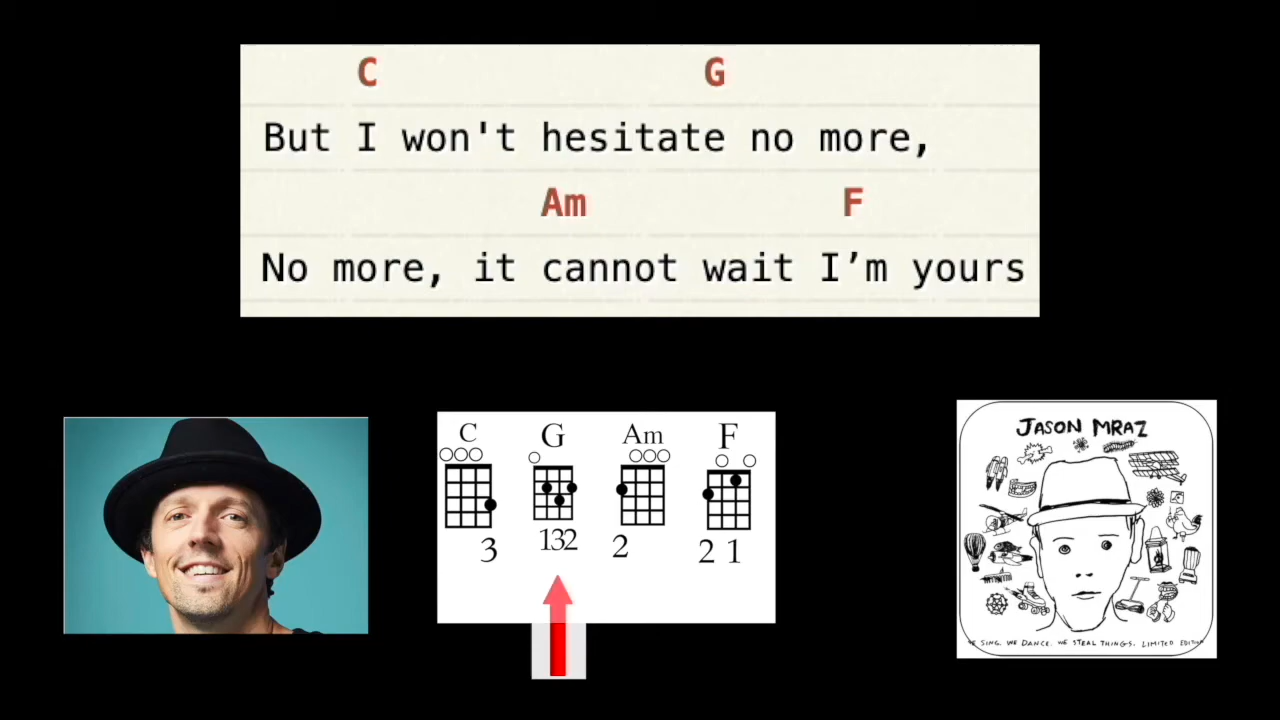 C G
But I won't hesitate no more,
Am F
No more, it cannot wait I’m yours
C G Am F
3 132 2 2 1
JASON MRAZ
WE SING. WE DANCE. WE STEAL THINGS. LIMITED EDITION